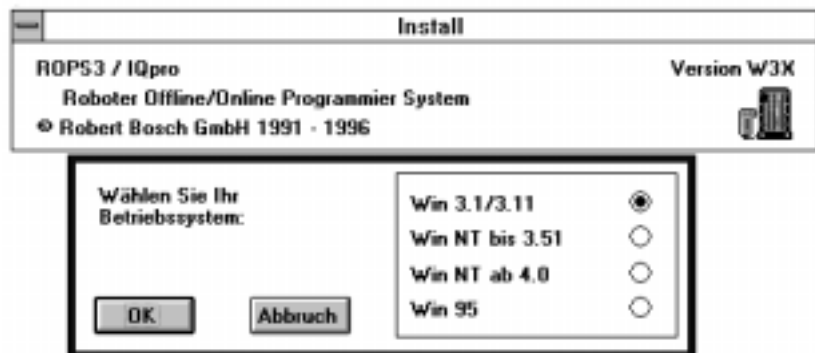 Install
ROPS3 / IQpro
Version W3X
Roboter Offline/Online Programmier System
© Robert Bosch GmbH 1991 - 1996
Wählen Sie Ihr
Betriebssystem:
Win 3.1/3.11
Win NT bis 3.51
Win NT ab 4.0
Win 95
OK
Abbruch